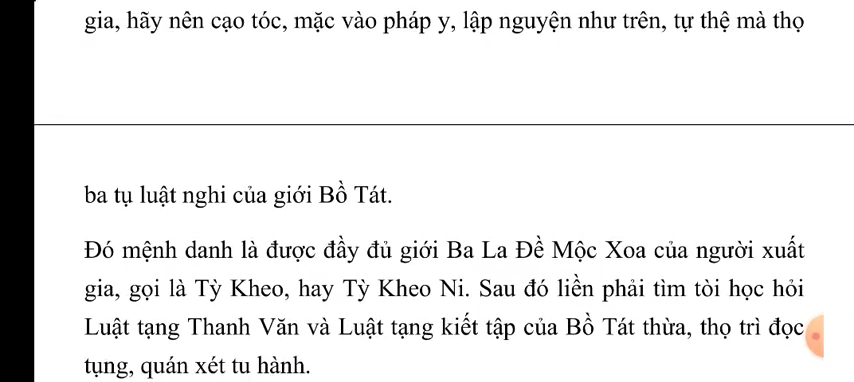 gia, hãy nên cạo tóc, mặc vào pháp y, lập nguyện như trên, tự thệ mà thọ
ba tụ luật nghi của giới Bồ Tát.
Đó mệnh danh là được đầy đủ giới Ba La Đề Mộc Xoa của người xuất
gia, gọi là Tỳ Kheo, hay Tỳ Kheo Ni. Sau đó liền phải tìm tòi học hỏi
Luật tạng Thanh Văn và Luật tạng kiết tập của Bồ Tát thừa, thọ trì đọc
tụng, quán xét tu hành.